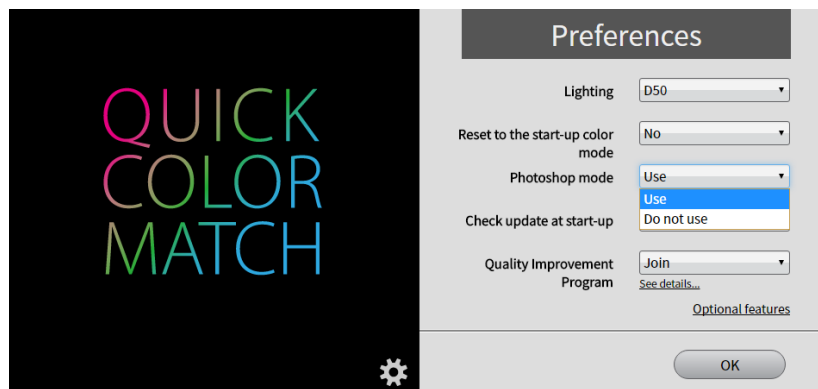 QUICK
COLOR
MATCH
Preferences
Lighting D50
Reset to the start-up color No
mode
Photoshop mode Use
Use
Do not use
Check update at start-up
Quality Improvement Join
Program See details...
Optional features
OK